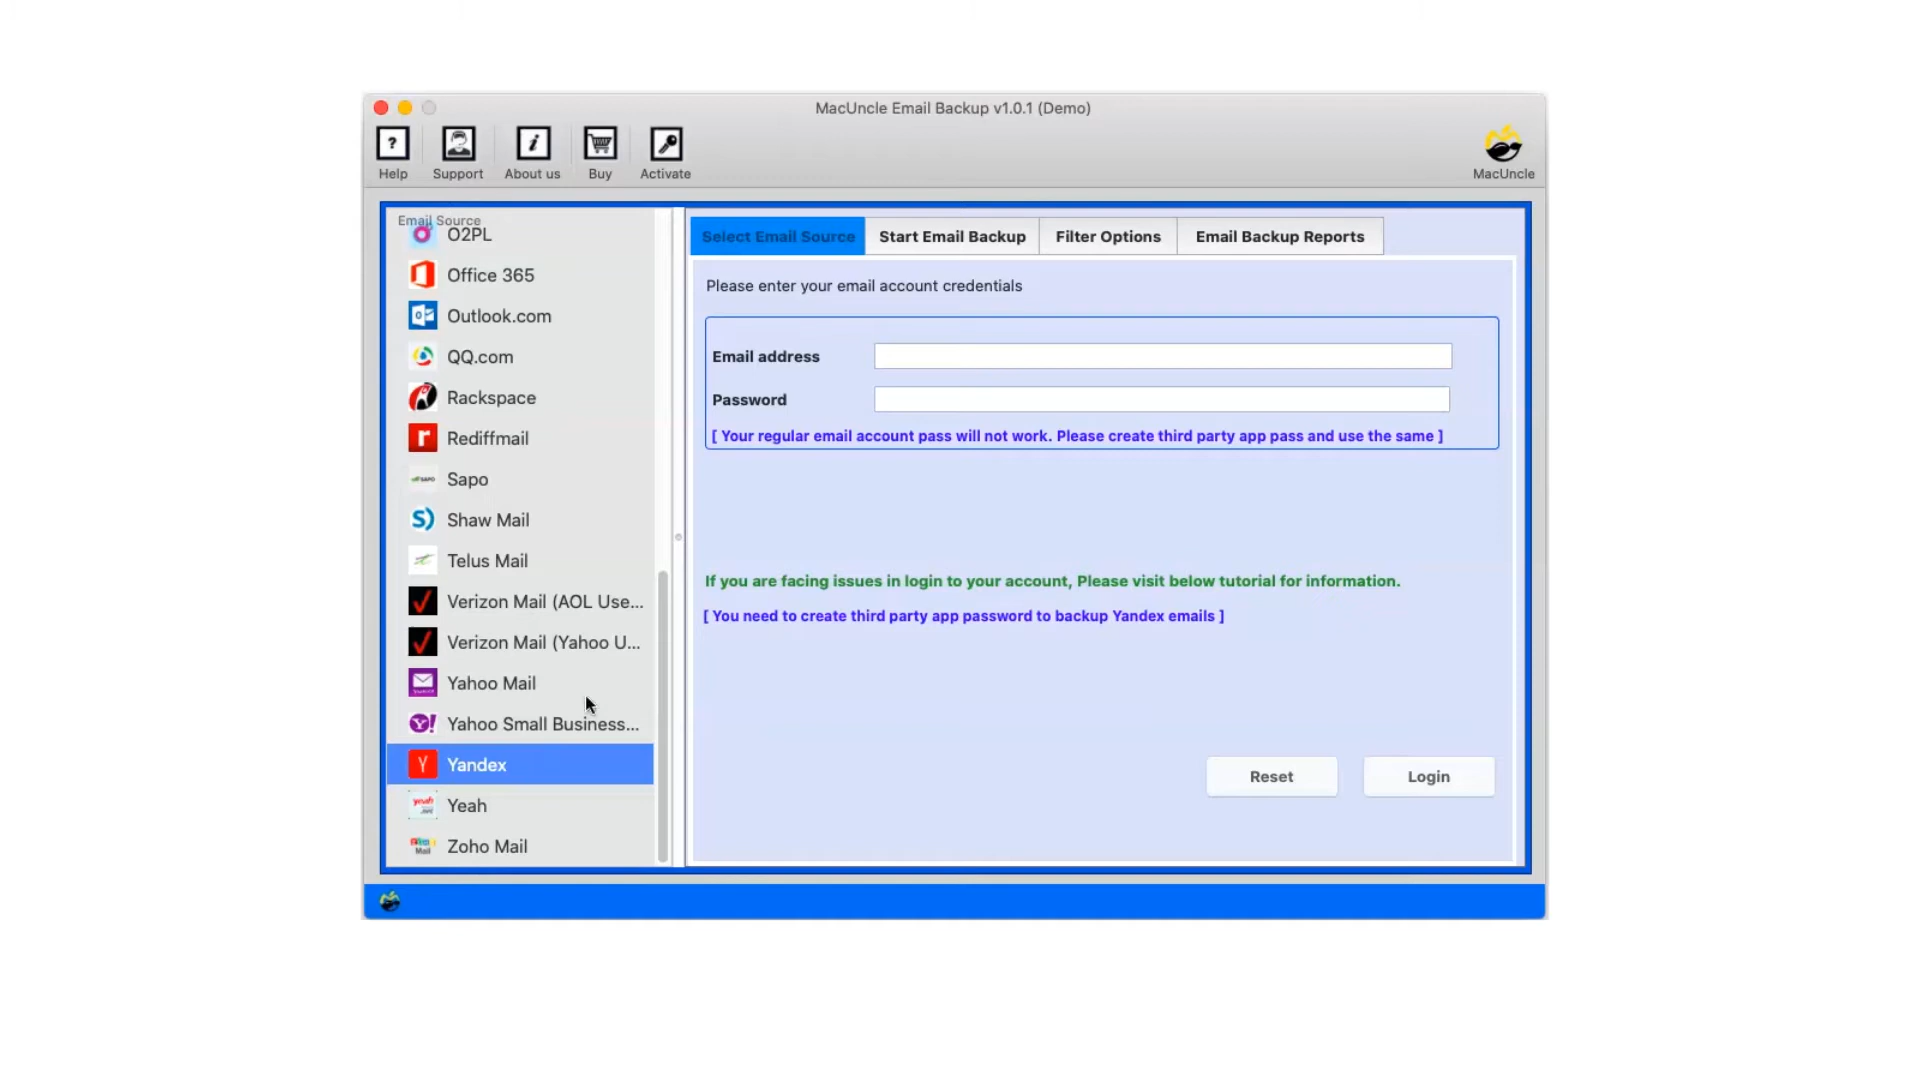 MacUncle Email Backup v1.0.1 (Demo)
?
i
Help
Support
About us
Buy
Activate
MacUncle
Email Source
O2PL
Office 365
Outlook.com
QQ.com
Rackspace
Rediffmail
Sapo
Shaw Mail
Telus Mail
Verizon Mail (AOL Use...
Verizon Mail (Yahoo U...
Yahoo Mail
Yahoo Small Business...
Yandex
Yeah
Zoho Mail
Select Email Source
Start Email Backup
Filter Options
Email Backup Reports
Please enter your email account credentials
Email address
Password
[ Your regular email account pass will not work. Please create third party app pass and use the same ]
If you are facing issues in login to your account, Please visit below tutorial for information.
[ You need to create third party app password to backup Yandex emails ]
Reset
Login